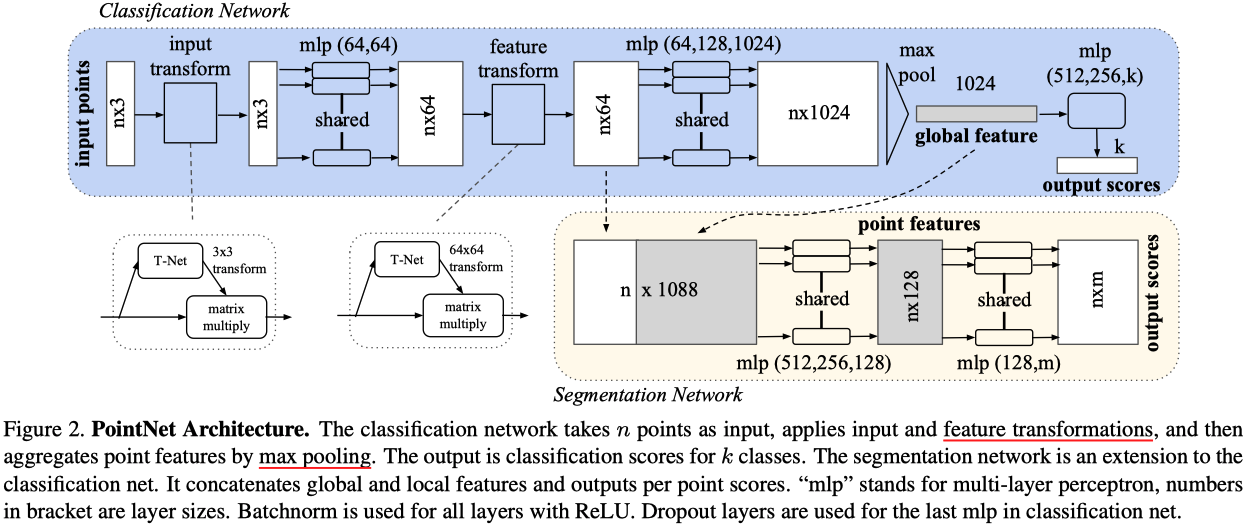 Classification Network
input points
nx3
input
transform
nx3
mlp (64,64)
shared
nx64
feature
transform
nx64
mlp (64,128,1024)
shared
nx1024
max
pool
1024
global feature
mlp
(512,256,k)
k
output scores
T-Net
3x3
transform
matrix
multiply
T-Net
64x64
transform
matrix
multiply
point features
n x 1088
shared
mlp (512,256,128)
nx128
shared
mlp (128,m)
nxm
output scores
Segmentation Network
Figure 2. PointNet Architecture. The classification network takes n points as input, applies input and feature transformations, and then
aggregates point features by max pooling. The output is classification scores for k classes. The segmentation network is an extension to the
classification net. It concatenates global and local features and outputs per point scores. “mlp” stands for multi-layer perceptron, numbers
in bracket are layer sizes. Batchnorm is used for all layers with ReLU. Dropout layers are used for the last mlp in classification net.